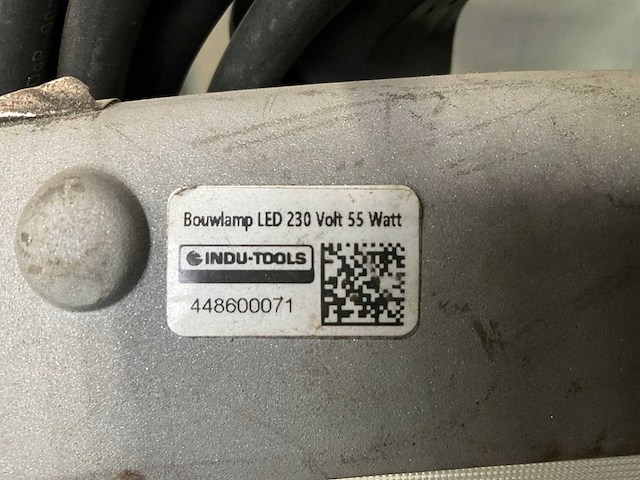 Bouwlamp LED 230 Volt 55 Watt
INDU-TOOLS
448600071